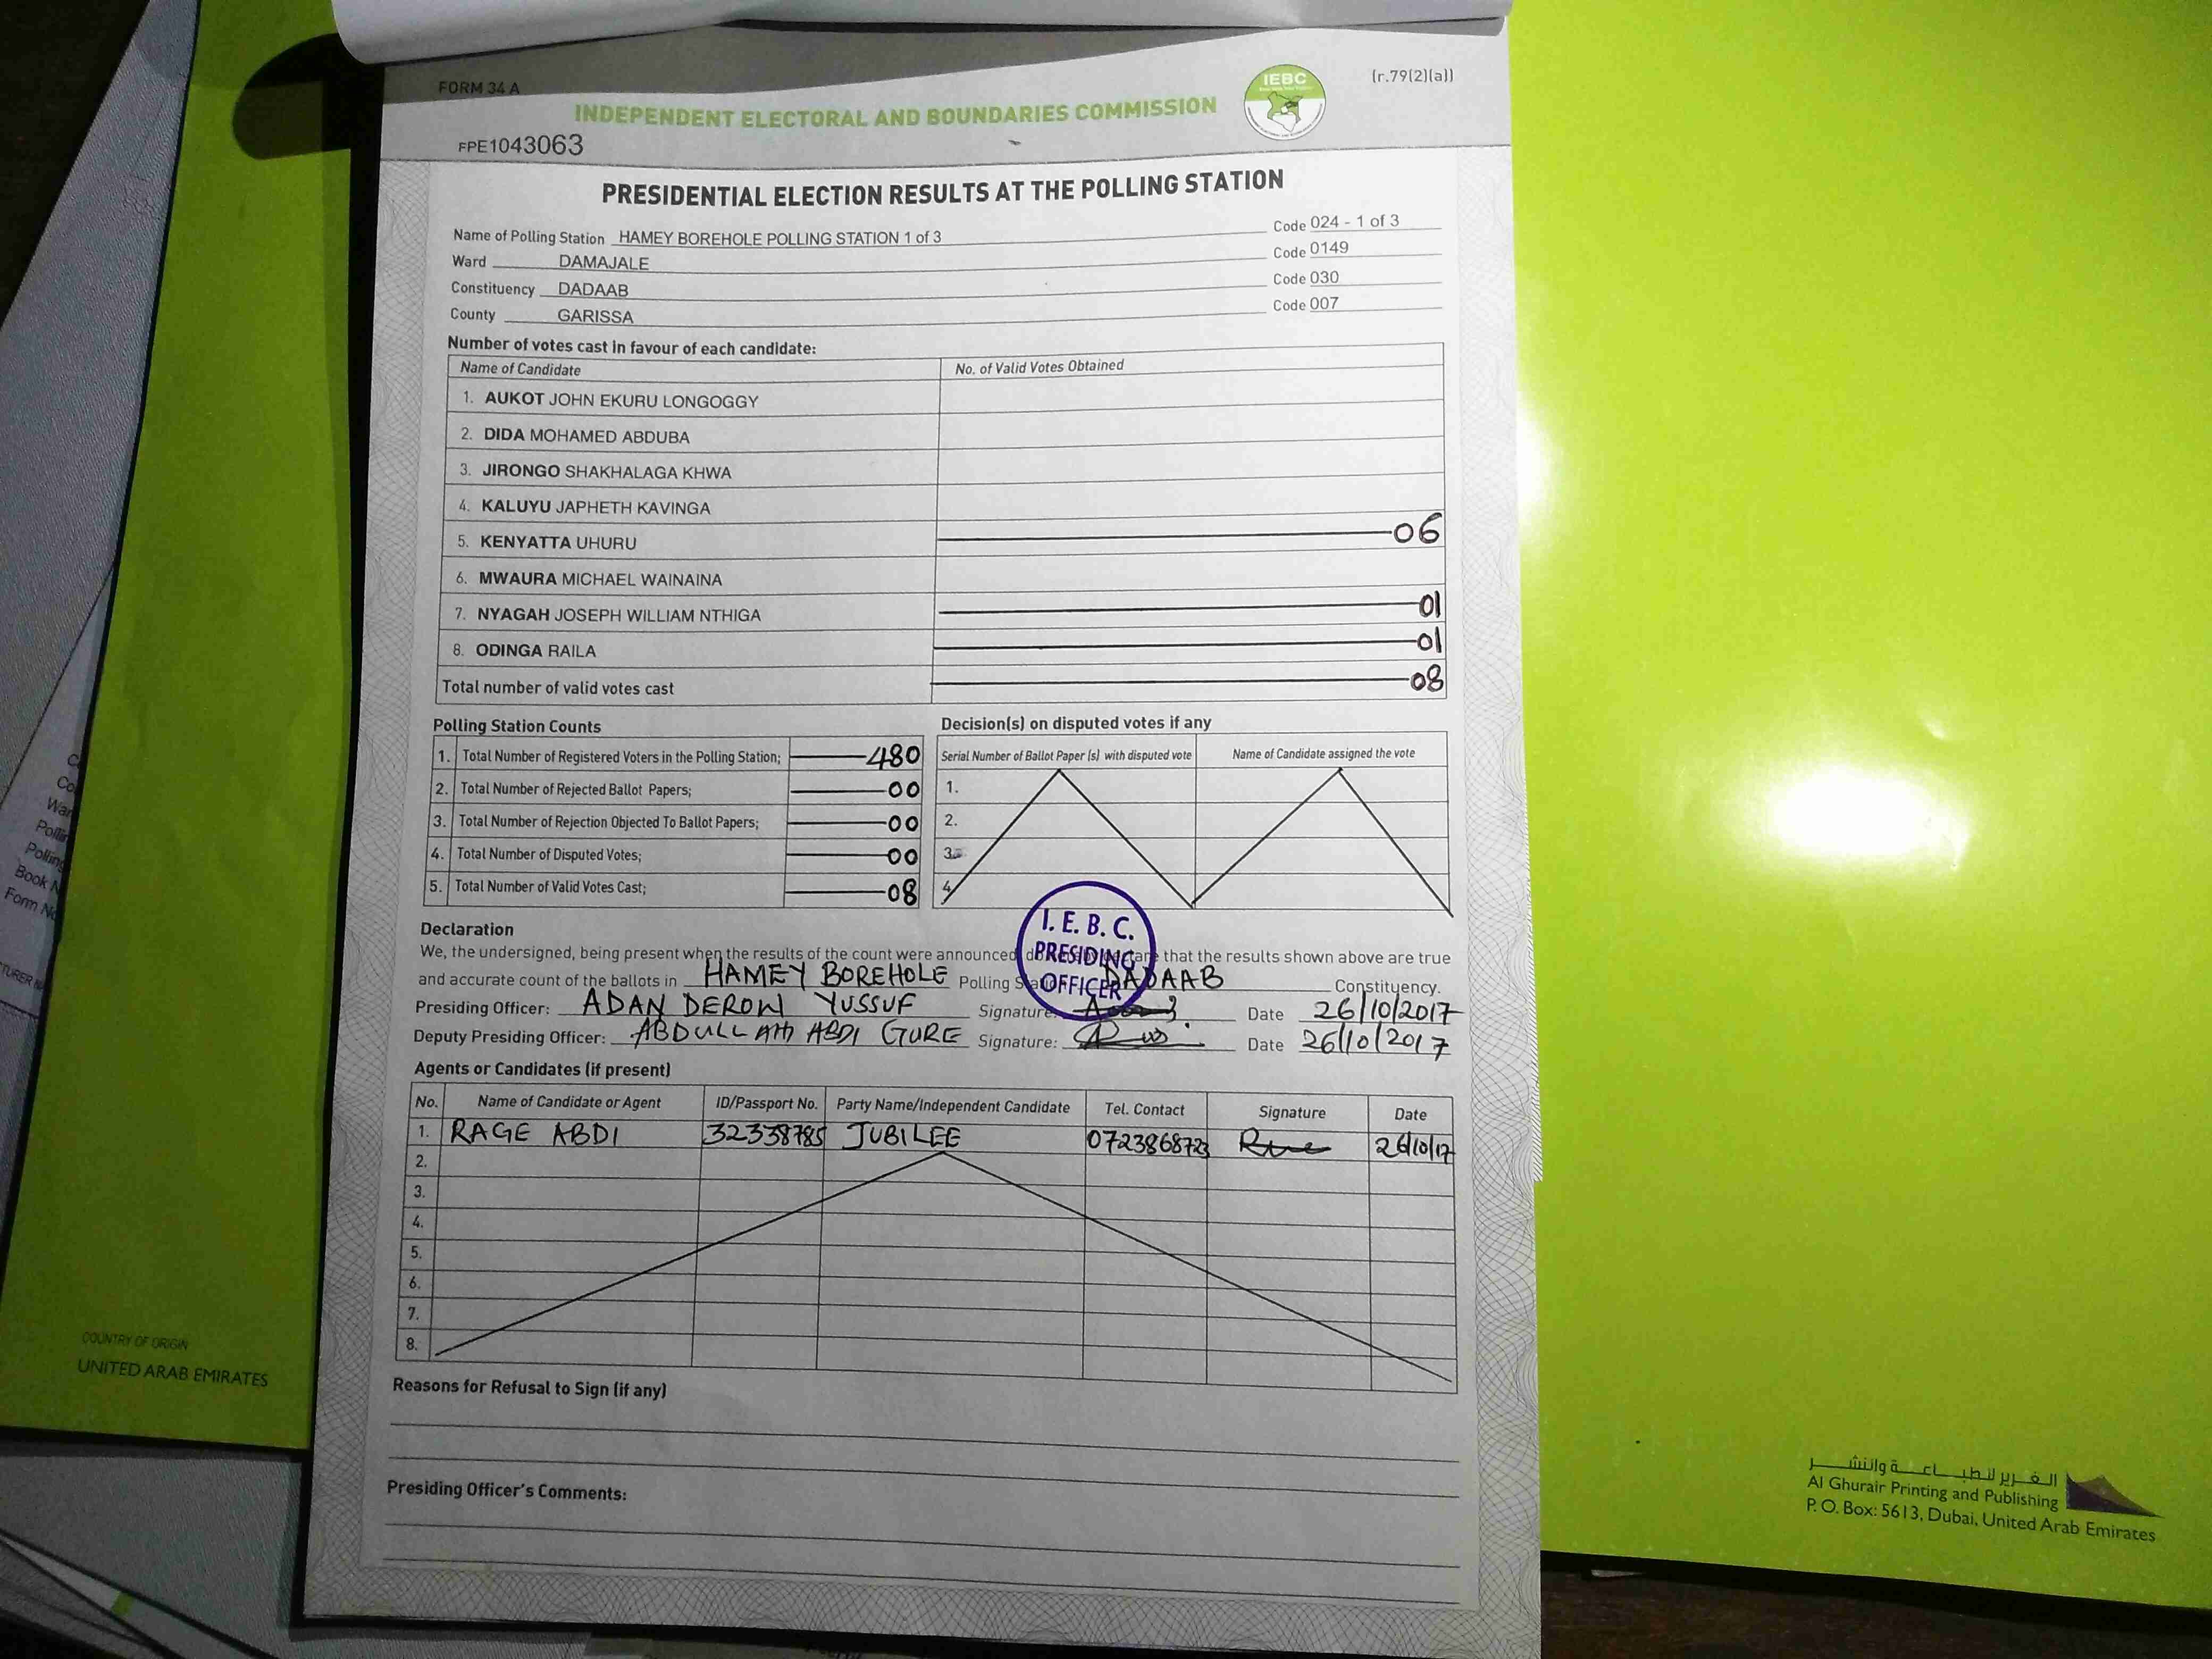 FORM 34 A
(r.79(2)(a))
IEBC
INDEPENDENT ELECTORAL AND BOUNDARIES COMMISSION
FPE1043063
PRESIDENTIAL ELECTION RESULTS AT THE POLLING STATION
Name of Polling Station HAMEY BOREHOLE POLLING STATION 1 of 3 Code 024 - 1 of 3
Ward DAMAJALE Code 0149
Constituency DADAAB Code 030
County GARISSA Code 007
Number of votes cast in favour of each candidate:
Name of Candidate No. of Valid Votes Obtained
1. AUKOT JOHN EKURU LONGOGGY
2. DIDA MOHAMED ABDUBA
3. JIRONGO SHAKHALAGA KHWA
4. KALUYU JAPHETH KAVINGA
5. KENYATTA UHURU 06
6. MWAURA MICHAEL WAINAINA
7. NYAGAH JOSEPH WILLIAM NTHIGA 01
8. ODINGA RAILA 01
Total number of valid votes cast 08
Polling Station Counts
1. Total Number of Registered Voters in the Polling Station; 480
2. Total Number of Rejected Ballot Papers; 00
3. Total Number of Rejection Objected To Ballot Papers; 00
4. Total Number of Disputed Votes; 00
5. Total Number of Valid Votes Cast; 08
Decision(s) on disputed votes if any
Serial Number of Ballot Paper (s) with disputed vote Name of Candidate assigned the vote
1.
2.
3.
4.
I. E. B. C.
PRESIDING
OFFICER
Declaration
We, the undersigned, being present when the results of the count were announced, that the results shown above are true
and accurate count of the ballots in HAMEY BOREHOLE Polling DADAAB Constituency.
Presiding Officer: ADAN DEROW YUSSUF Signature: Date 26/10/2017
Deputy Presiding Officer: ABDULLAHI ABDI GURE Signature: Date 26/10/2017
Agents or Candidates (if present)
No. Name of Candidate or Agent ID/Passport No. Party Name/Independent Candidate Tel. Contact Signature Date
1. RAGE ABDI 32338785 JUBILEE 0723868723 26/10/17
2.
3.
4.
5.
6.
7.
8.
Reasons for Refusal to Sign (if any)
Presiding Officer's Comments:
COUNTRY OF ORIGIN
UNITED ARAB EMIRATES
الغرير للطباعة والنشر
Al Ghurair Printing and Publishing
P. O. Box: 5613, Dubai, United Arab Emirates